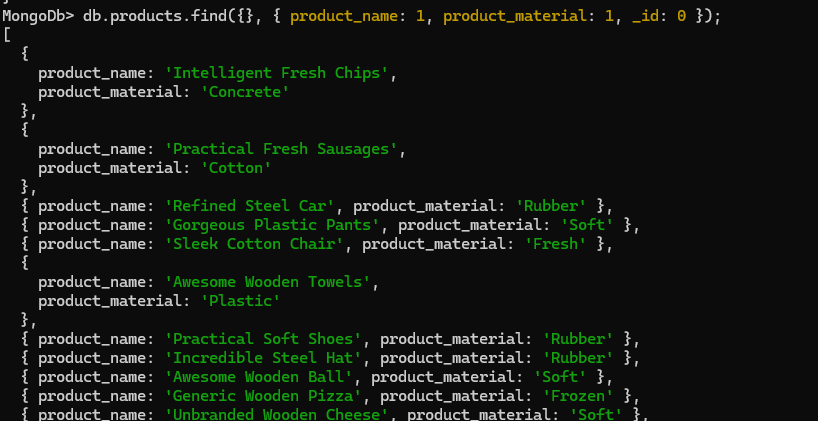 MongoDb> db.products.find({}, { product_name: 1, product_material: 1, _id: 0 });
[
  {
    product_name: 'Intelligent Fresh Chips',
    product_material: 'Concrete'
  },
  {
    product_name: 'Practical Fresh Sausages',
    product_material: 'Cotton'
  },
  { product_name: 'Refined Steel Car', product_material: 'Rubber' },
  { product_name: 'Gorgeous Plastic Pants', product_material: 'Soft' },
  { product_name: 'Sleek Cotton Chair', product_material: 'Fresh' },
  {
    product_name: 'Awesome Wooden Towels',
    product_material: 'Plastic'
  },
  { product_name: 'Practical Soft Shoes', product_material: 'Rubber' },
  { product_name: 'Incredible Steel Hat', product_material: 'Rubber' },
  { product_name: 'Awesome Wooden Ball', product_material: 'Soft' },
  { product_name: 'Generic Wooden Pizza', product_material: 'Frozen' },
  { product_name: 'Unbranded Wooden Cheese', product_material: 'Soft' },